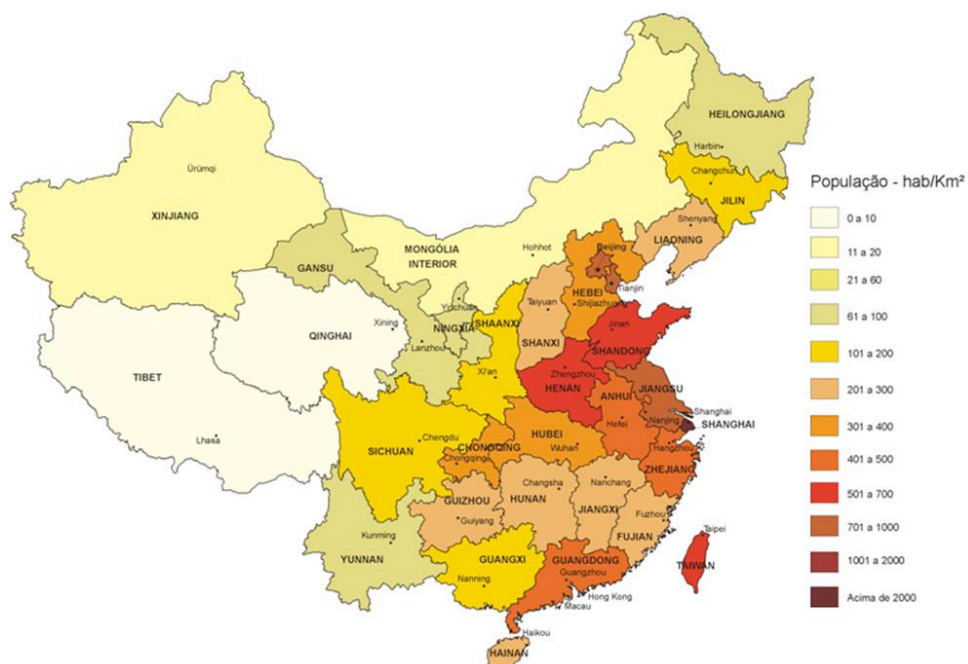 HEILONGJIANG
Harbin
Changchun
JILIN
Ürümqi
XINJIANG
Shenyang
LIAONING
MONGÓLIA
INTERIOR
Hohhot
Beijing
GANSU
HEBEI
Tianjin
Shijiazhuang
Yinchuan
Taiyuan
QINGHAI
Xining
NINGXIA
SHAANXI
Lanzhou
SHANXI
Jinan
SHANDONG
TIBET
Xi'an
Zhengzhou
HENAN
ANHUI
JIANGSU
Shanghai
SHANGHAI
Nanjing
Hefei
Lhasa
Chengdu
SICHUAN
CHONGQING
Chongqing
HUBEI
Wuhan
Hangzhou
ZHEJIANG
Changsha
Nanchang
GUIZHOU
HUNAN
JIANGXI
Guiyang
Fuzhou
FUJIAN
Kunming
YUNNAN
GUANGXI
GUANGDONG
Taipei
TAIWAN
Nanning
Guangzhou
Hong Kong
Macau
Haikou
HAINAN
População - hab/Km²
0 a 10
11 a 20
21 a 60
61 a 100
101 a 200
201 a 300
301 a 400
401 a 500
501 a 700
701 a 1000
1001 a 2000
Acima de 2000